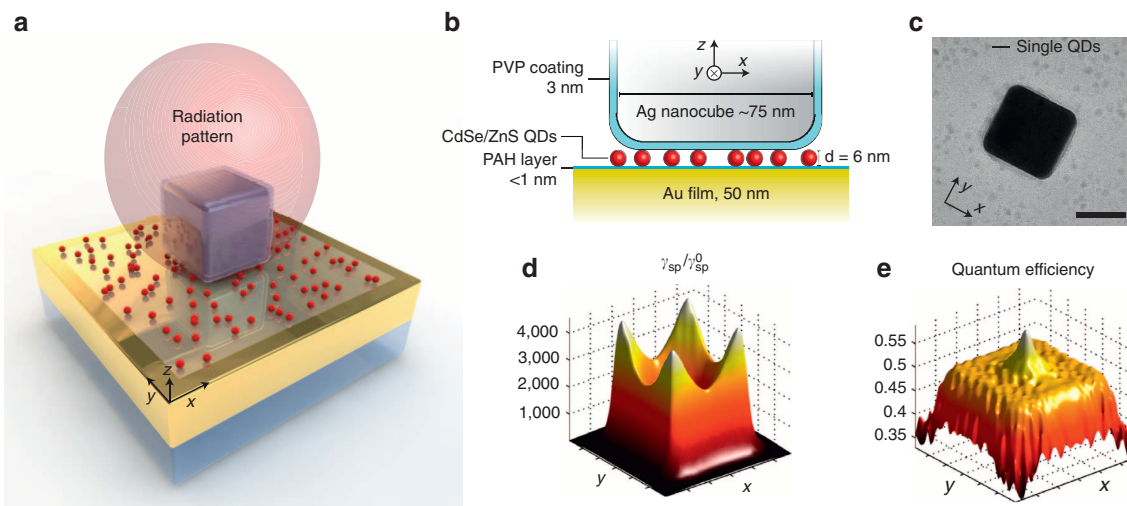 a
Radiation
pattern
z
y
x
b
PVP coating
3 nm
z
y
x
Ag nanocube ~75 nm
CdSe/ZnS QDs
PAH layer
<1 nm
d = 6 nm
Au film, 50 nm
c
Single QDs
y
x
d
γsp/γ⁰sp
4,000
3,000
2,000
1,000
y
x
e
Quantum efficiency
0.55
0.5
0.45
0.4
0.35
y
x